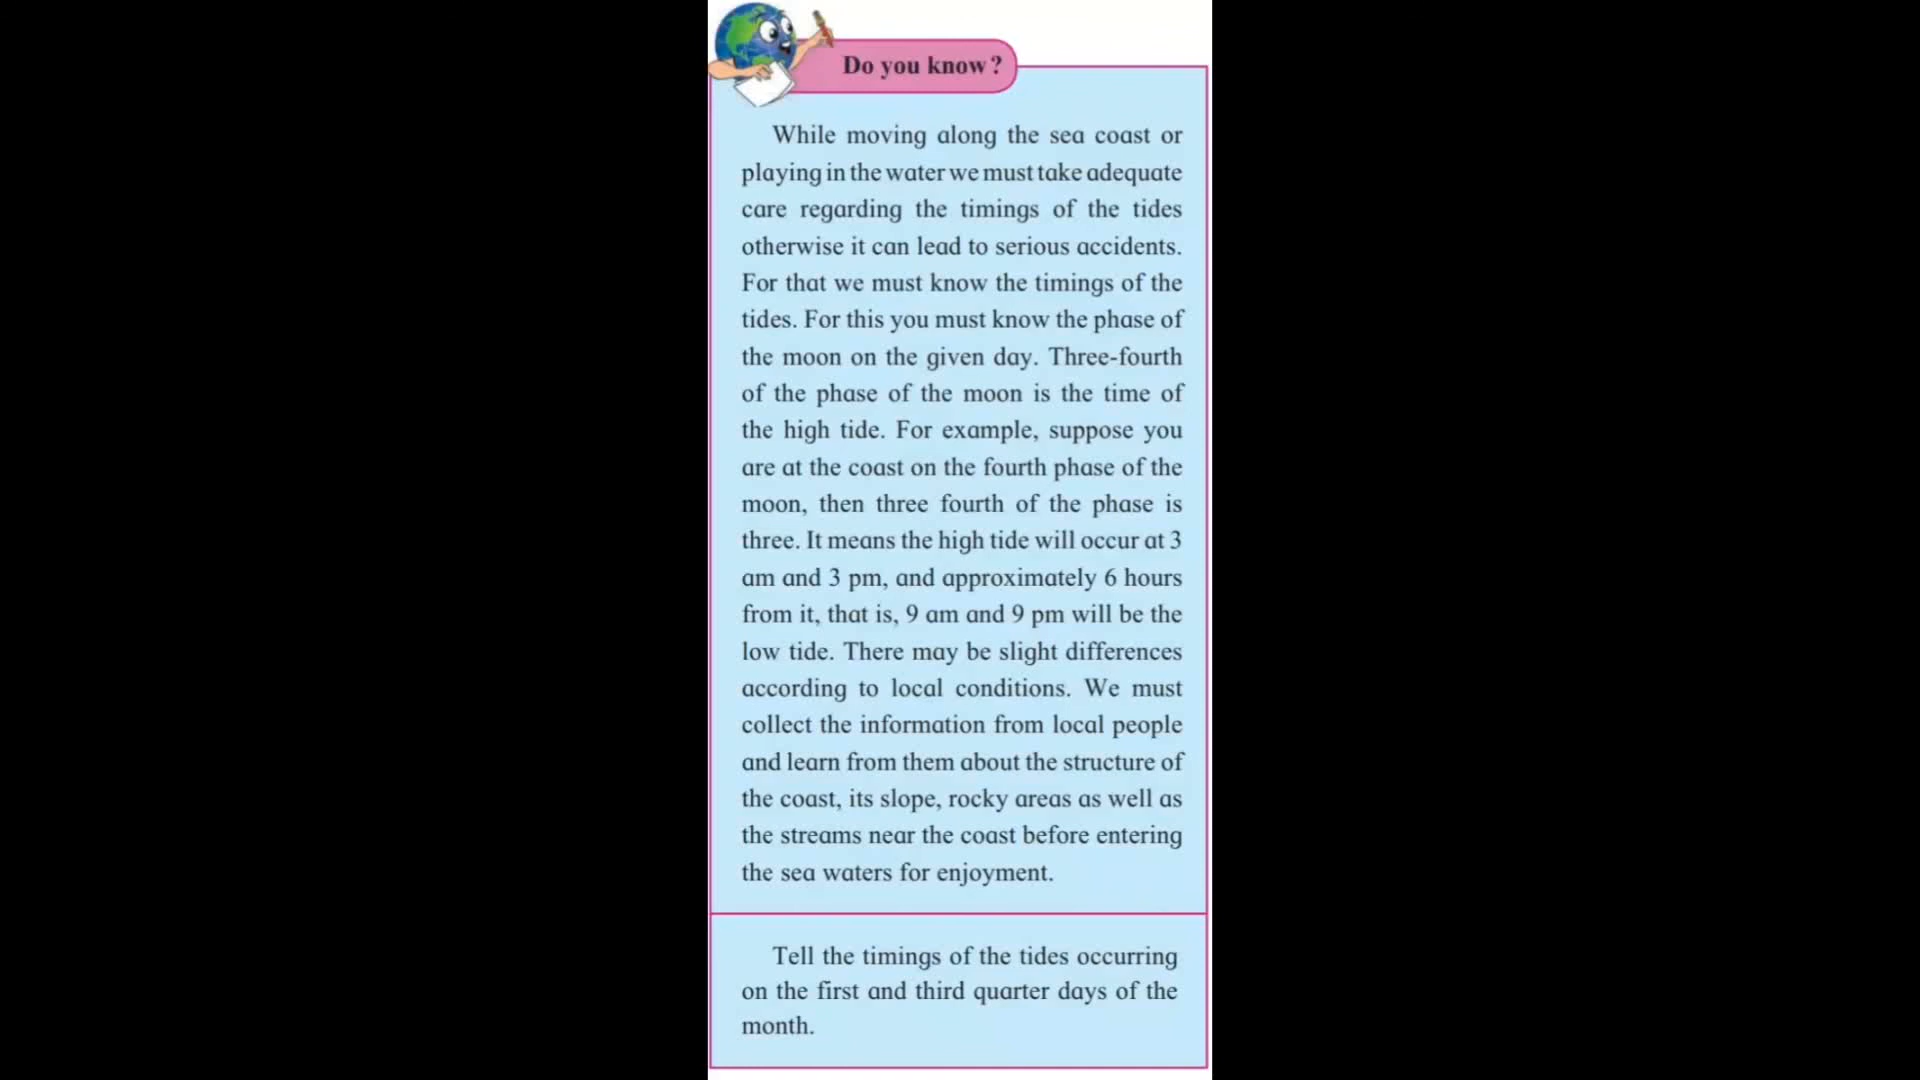 Do you know?
While moving along the sea coast or
playing in the water we must take adequate
care regarding the timings of the tides
otherwise it can lead to serious accidents.
For that we must know the timings of the
tides. For this you must know the phase of
the moon on the given day. Three-fourth
of the phase of the moon is the time of
the high tide. For example, suppose you
are at the coast on the fourth phase of the
moon, then three fourth of the phase is
three. It means the high tide will occur at 3
am and 3 pm, and approximately 6 hours
from it, that is, 9 am and 9 pm will be the
low tide. There may be slight differences
according to local conditions. We must
collect the information from local people
and learn from them about the structure of
the coast, its slope, rocky areas as well as
the streams near the coast before entering
the sea waters for enjoyment.
Tell the timings of the tides occurring
on the first and third quarter days of the
month.